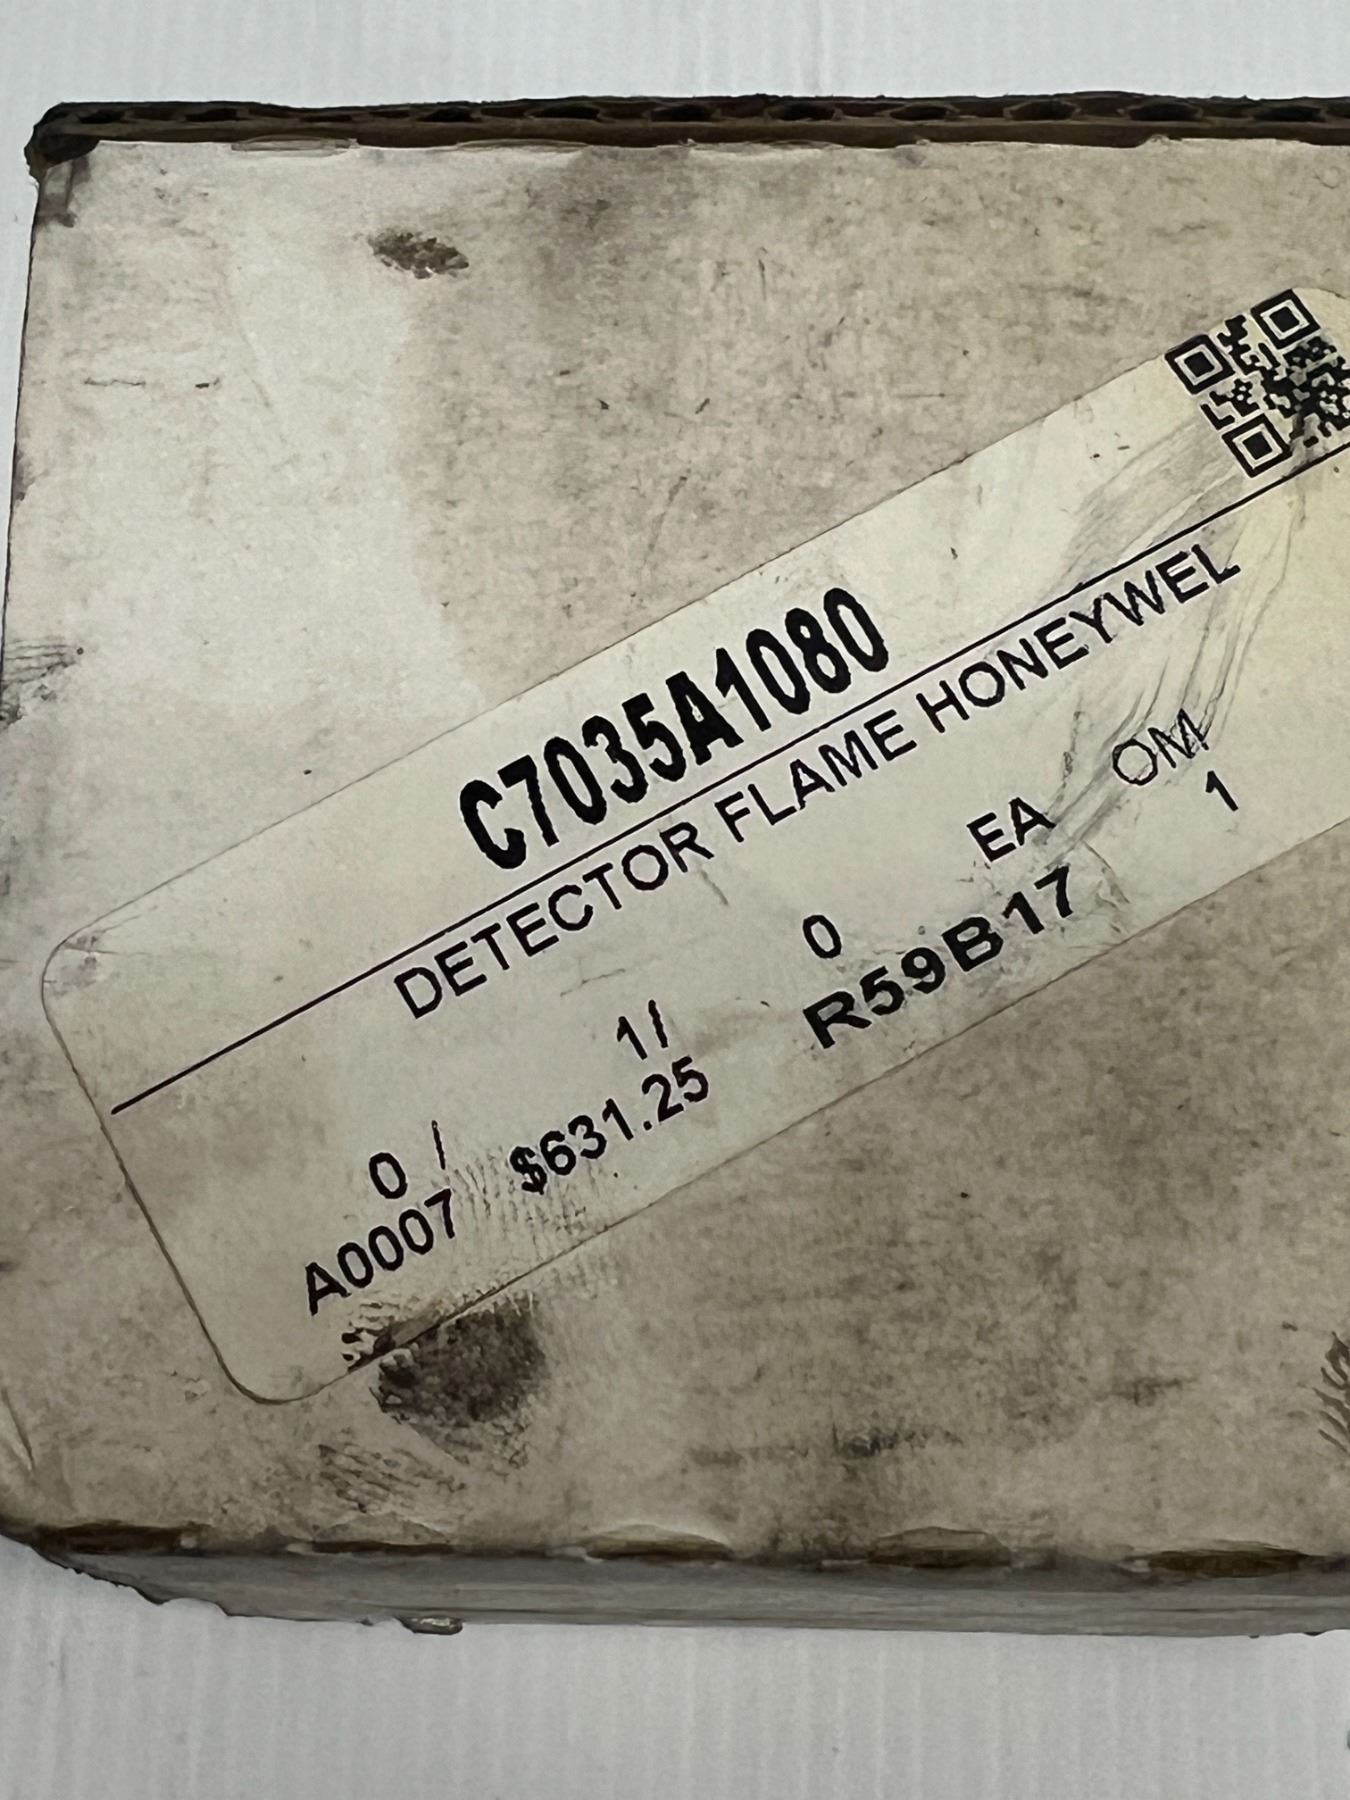 C7035A1080
DETECTOR FLAME HONEYWEL
0 / 1/ 0 EA OM
A0007 $631.25 R59B17 1